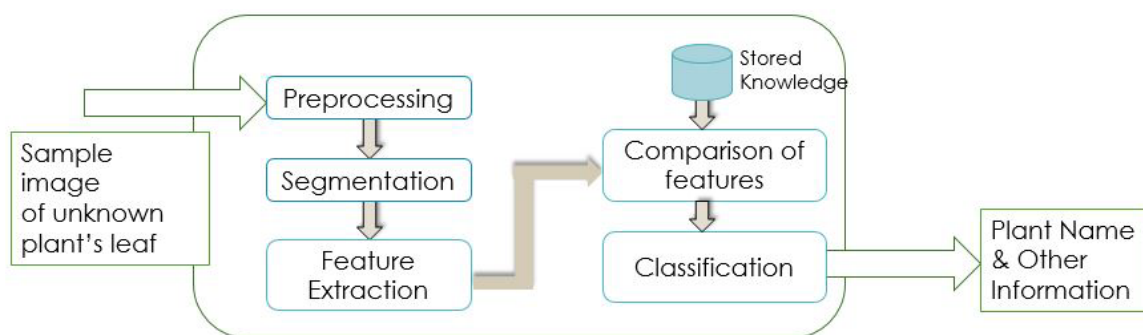 Sample
image
of unknown
plant's leaf
Preprocessing
Segmentation
Feature
Extraction
Stored
Knowledge
Comparison of
features
Classification
Plant Name
& Other
Information